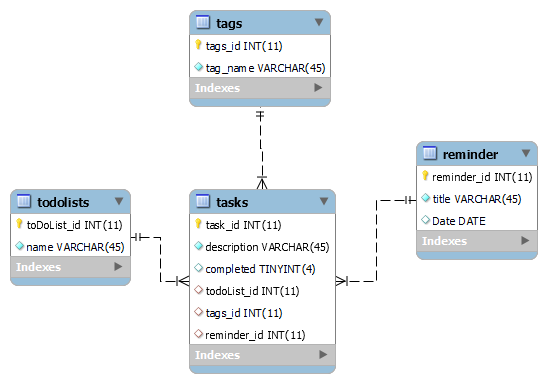 tags
tags_id INT(11)
tag_name VARCHAR(45)
Indexes
reminder
reminder_id INT(11)
title VARCHAR(45)
Date DATE
Indexes
todolists
toDoList_id INT(11)
name VARCHAR(45)
Indexes
tasks
task_id INT(11)
description VARCHAR(45)
completed TINYINT(4)
todoList_id INT(11)
tags_id INT(11)
reminder_id INT(11)
Indexes